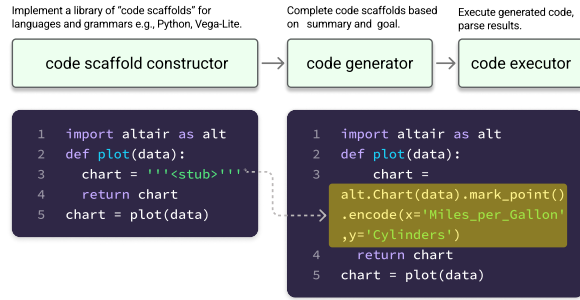 Implement a library of “code scaffolds” for
languages and grammars e.g., Python, Vega-Lite.
code scaffold constructor
1 import altair as alt
2 def plot(data):
3 chart = '''<stub>'''
4 return chart
5 chart = plot(data)
Complete code scaffolds based
on summary and goal.
code generator
1 import altair as alt
2 def plot(data):
3 chart =
alt.Chart(data).mark_point()
.encode(x='Miles_per_Gallon'
,y='Cylinders')
4 return chart
5 chart = plot(data)
Execute generated code,
parse results.
code executor